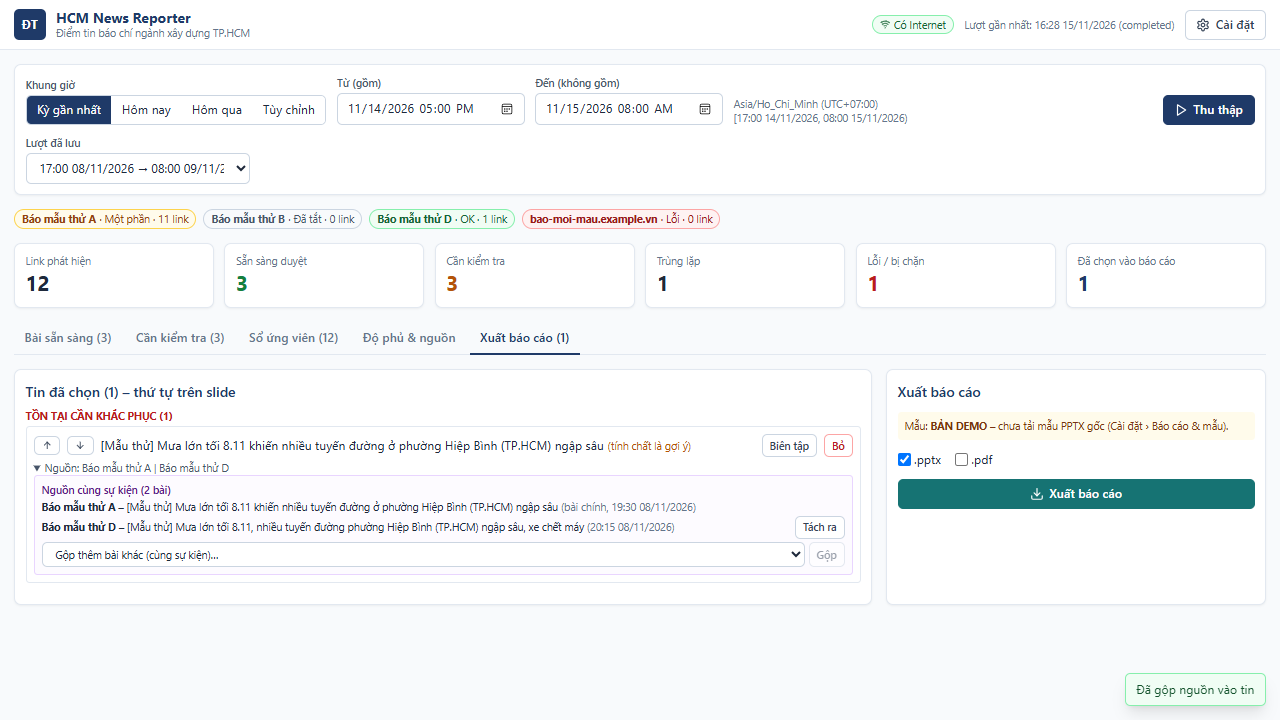 ĐT
HCM News Reporter
Điểm tin báo chí ngành xây dựng TP.HCM
Có Internet
Lượt gần nhất: 16:28 15/11/2026 (completed)
Cài đặt
Khung giờ
Kỳ gần nhất
Hôm nay
Hôm qua
Tùy chỉnh
Từ (gồm)
11/14/2026 05:00 PM
Đến (không gồm)
11/15/2026 08:00 AM
Asia/Ho_Chi_Minh (UTC+07:00)
[17:00 14/11/2026, 08:00 15/11/2026)
Thu thập
Lượt đã lưu
17:00 08/11/2026 → 08:00 09/11/2
Báo mẫu thử A · Một phần · 11 link
Báo mẫu thử B · Đã tắt · 0 link
Báo mẫu thử D · OK · 1 link
bao-moi-mau.example.vn · Lỗi · 0 link
Link phát hiện
12
Sẵn sàng duyệt
3
Cần kiểm tra
3
Trùng lặp
1
Lỗi / bị chặn
1
Đã chọn vào báo cáo
1
Bài sẵn sàng (3)
Cần kiểm tra (3)
Sổ ứng viên (12)
Độ phủ & nguồn
Xuất báo cáo (1)
Tin đã chọn (1) – thứ tự trên slide
TỒN TẠI CẦN KHẮC PHỤC (1)
↑ ↓ [Mẫu thử] Mưa lớn tối 8.11 khiến nhiều tuyến đường ở phường Hiệp Bình (TP.HCM) ngập sâu (tính chất là gợi ý)
Biên tập
Bỏ
▼ Nguồn: Báo mẫu thử A | Báo mẫu thử D
Nguồn cùng sự kiện (2 bài)
Báo mẫu thử A – [Mẫu thử] Mưa lớn tối 8.11 khiến nhiều tuyến đường ở phường Hiệp Bình (TP.HCM) ngập sâu (bài chính, 19:30 08/11/2026)
Báo mẫu thử D – [Mẫu thử] Mưa lớn tối 8.11, nhiều tuyến đường phường Hiệp Bình (TP.HCM) ngập sâu, xe chết máy (20:15 08/11/2026)
Tách ra
Gộp thêm bài khác (cùng sự kiện)...
Gộp
Xuất báo cáo
Mẫu: BẢN DEMO – chưa tải mẫu PPTX gốc (Cài đặt › Báo cáo & mẫu).
.pptx
.pdf
Xuất báo cáo
Đã gộp nguồn vào tin